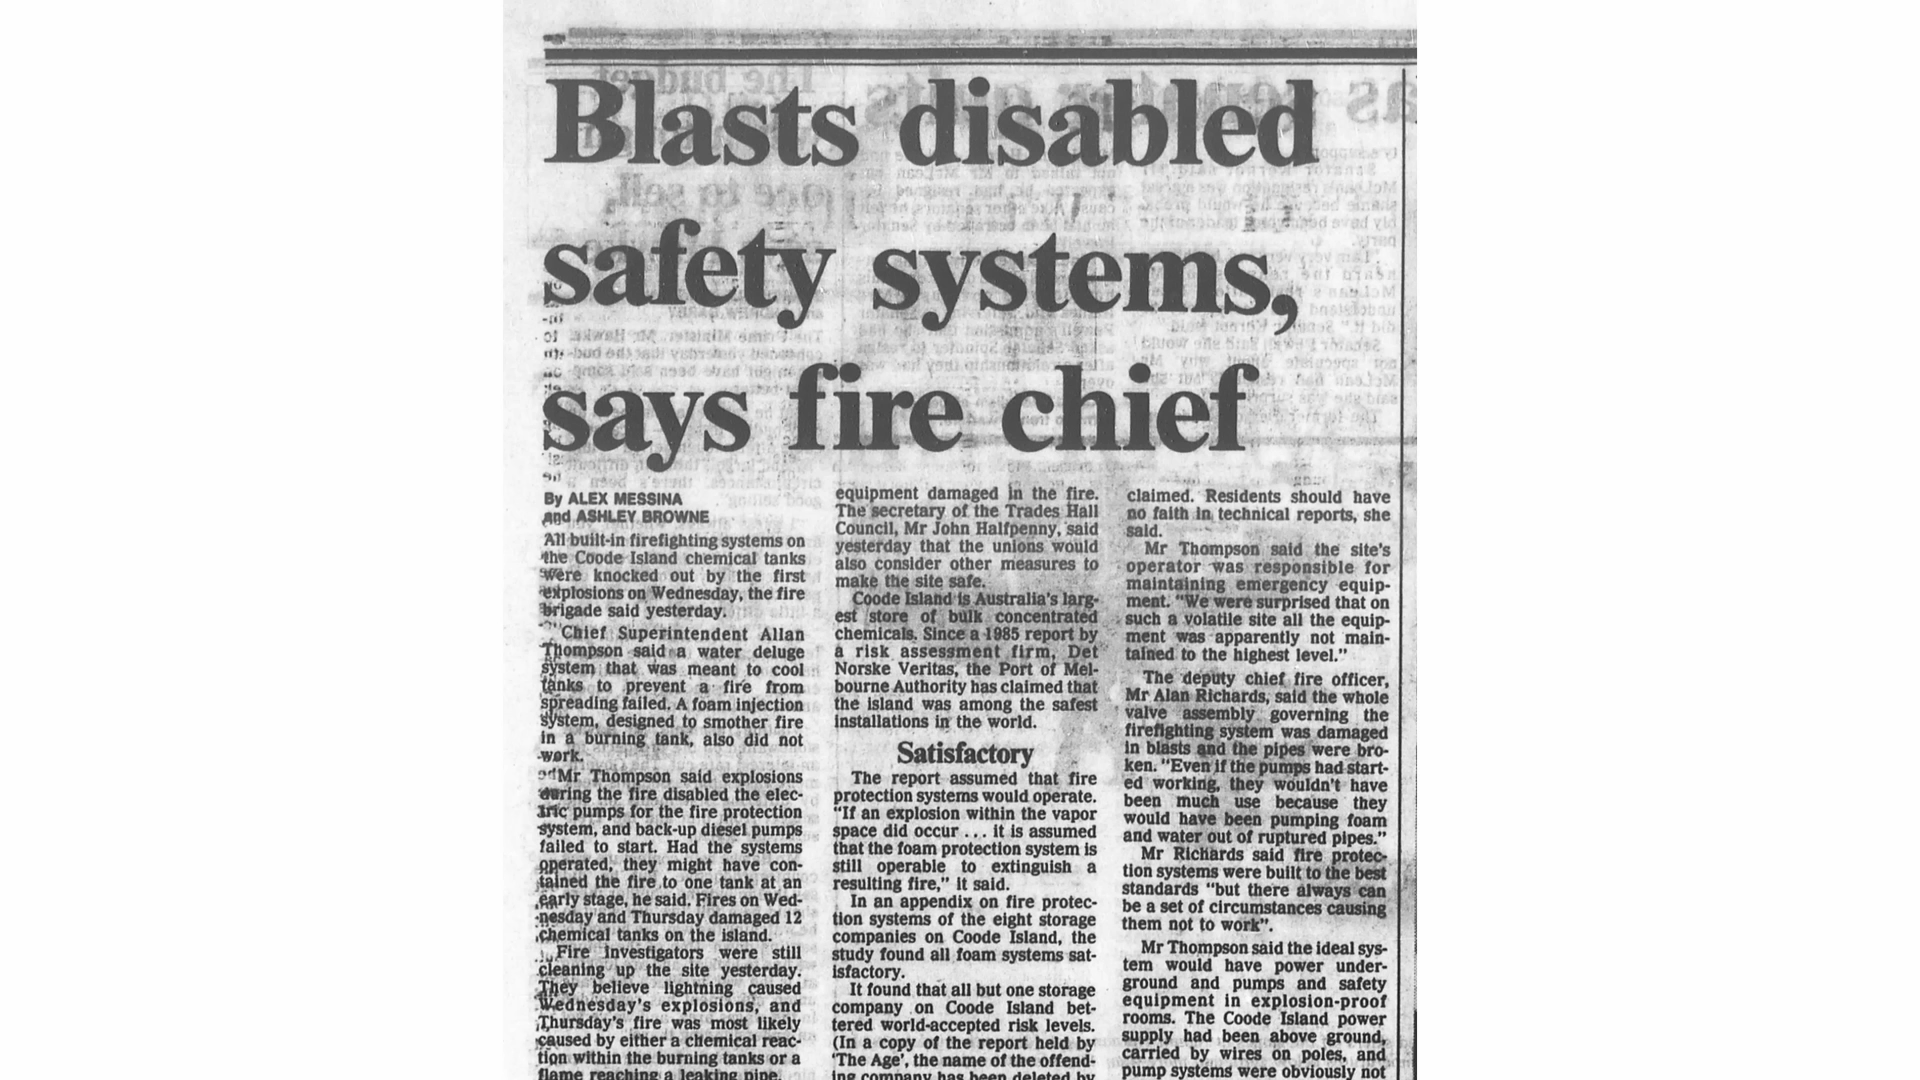 Blasts disabled
safety systems,
says fire chief
By ALEX MESSINA
and ASHLEY BROWNE
All built-in firefighting systems on
the Coode Island chemical tanks
were knocked out by the first
explosions on Wednesday, the fire
brigade said yesterday.
Chief Superintendent Allan
Thompson said a water deluge
system that was meant to cool
tanks to prevent a fire from
spreading failed. A foam injection
system, designed to smother fire
in a burning tank, also did not
work.
Mr Thompson said explosions
during the fire disabled the elec-
tric pumps for the fire protection
system, and back-up diesel pumps
failed to start. Had the systems
operated, they might have con-
tained the fire to one tank at an
early stage, he said. Fires on Wed-
nesday and Thursday damaged 12
chemical tanks on the island.
Fire investigators were still
cleaning up the site yesterday.
They believe lightning caused
Wednesday's explosions, and
Thursday's fire was most likely
caused by either a chemical reac-
tion within the burning tanks or a
flame reaching a leaking pipe.
equipment damaged in the fire.
The secretary of the Trades Hall
Council, Mr John Halfpenny, said
yesterday that the unions would
also consider other measures to
make the site safe.
Coode Island is Australia's larg-
est store of bulk concentrated
chemicals. Since a 1985 report by
a risk assessment firm, Det
Norske Veritas, the Port of Mel-
bourne Authority has claimed that
the island was among the safest
installations in the world.
Satisfactory
The report assumed that fire
protection systems would operate.
"If an explosion within the vapor
space did occur . . . it is assumed
that the foam protection system is
still operable to extinguish a
resulting fire," it said.
In an appendix on fire protec-
tion systems of the eight storage
companies on Coode Island, the
study found all foam systems sat-
isfactory.
It found that all but one storage
company on Coode Island bet-
tered world-accepted risk levels.
(In a copy of the report held by
'The Age', the name of the offend-
ing company has been deleted by
claimed. Residents should have
no faith in technical reports, she
said.
Mr Thompson said the site's
operator was responsible for
maintaining emergency equip-
ment. "We were surprised that on
such a volatile site all the equip-
ment was apparently not main-
tained to the highest level."
The deputy chief fire officer,
Mr Alan Richards, said the whole
valve assembly governing the
firefighting system was damaged
in blasts and the pipes were bro-
ken. "Even if the pumps had start-
ed working, they wouldn't have
been much use because they
would have been pumping foam
and water out of ruptured pipes."
Mr Richards said fire protec-
tion systems were built to the best
standards "but there always can
be a set of circumstances causing
them not to work".
Mr Thompson said the ideal sys-
tem would have power under-
ground and pumps and safety
equipment in explosion-proof
rooms. The Coode Island power
supply had been above ground,
carried by wires on poles, and
pump systems were obviously not